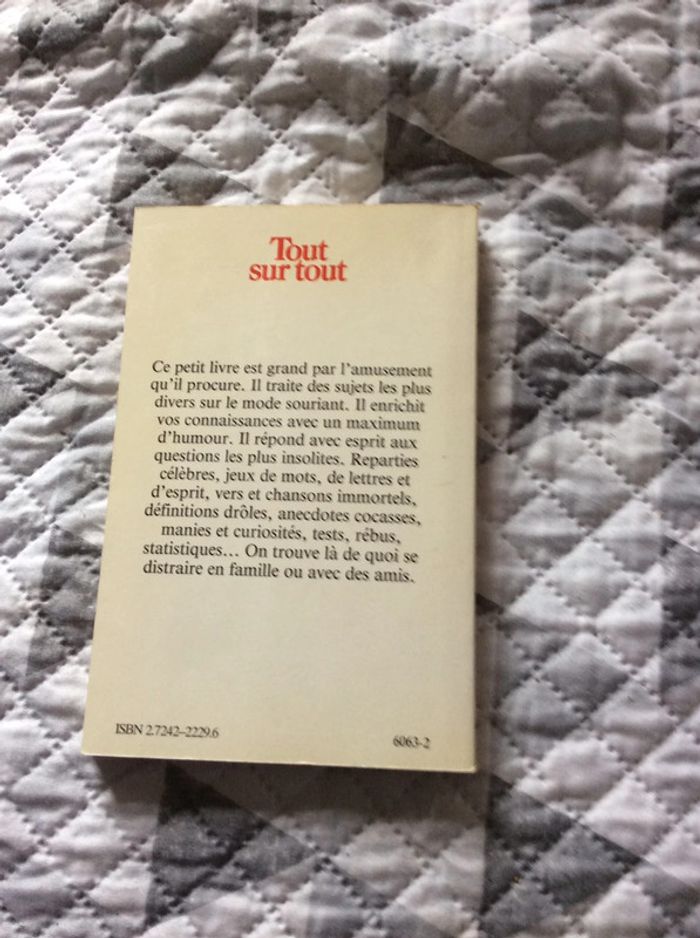 Tout
sur tout
Ce petit livre est grand par l'amusement
qu'il procure. Il traite des sujets les plus
divers sur le mode souriant. Il enrichit
vos connaissances avec un maximum
d'humour. Il répond avec esprit aux
questions les plus insolites. Reparties
célèbres, jeux de mots, de lettres et
d'esprit, vers et chansons immortels,
définitions drôles, anecdotes cocasses,
manies et curiosités, tests, rébus,
statistiques... On trouve là de quoi se
distraire en famille ou avec des amis.
ISBN 2.7242-2229.6
6063-2